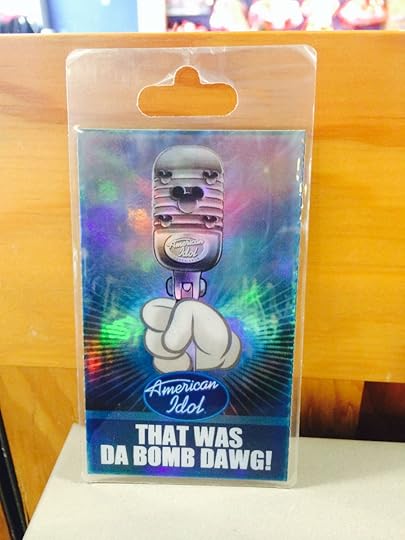 American
Idol
American
Idol
THAT WAS
DA BOMB DAWG!